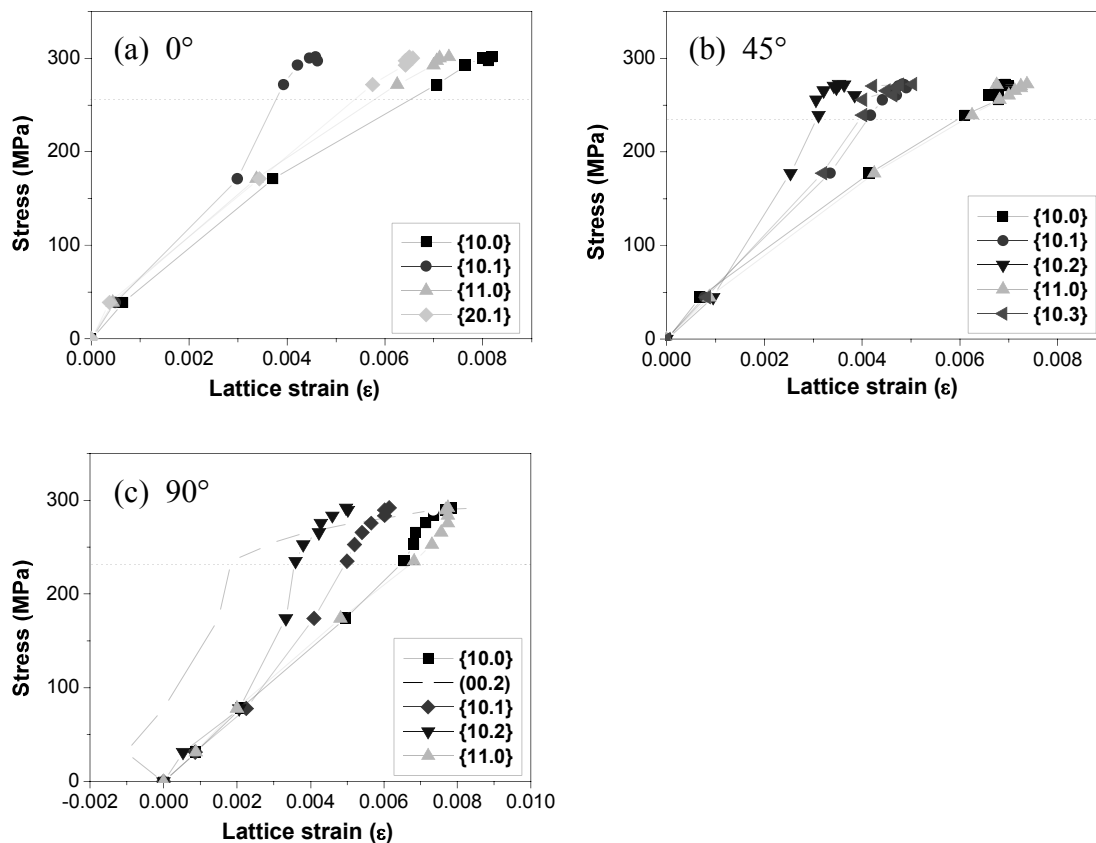 (a) 0°
Stress (MPa)
300
200
100
0
{10.0}
{10.1}
{11.0}
{20.1}
0.000 0.002 0.004 0.006 0.008
Lattice strain (ε)
(b) 45°
Stress (MPa)
300
200
100
0
{10.0}
{10.1}
{10.2}
{11.0}
{10.3}
0.000 0.002 0.004 0.006 0.008
Lattice strain (ε)
(c) 90°
Stress (MPa)
300
200
100
0
{10.0}
(00.2)
{10.1}
{10.2}
{11.0}
-0.002 0.000 0.002 0.004 0.006 0.008 0.010
Lattice strain (ε)